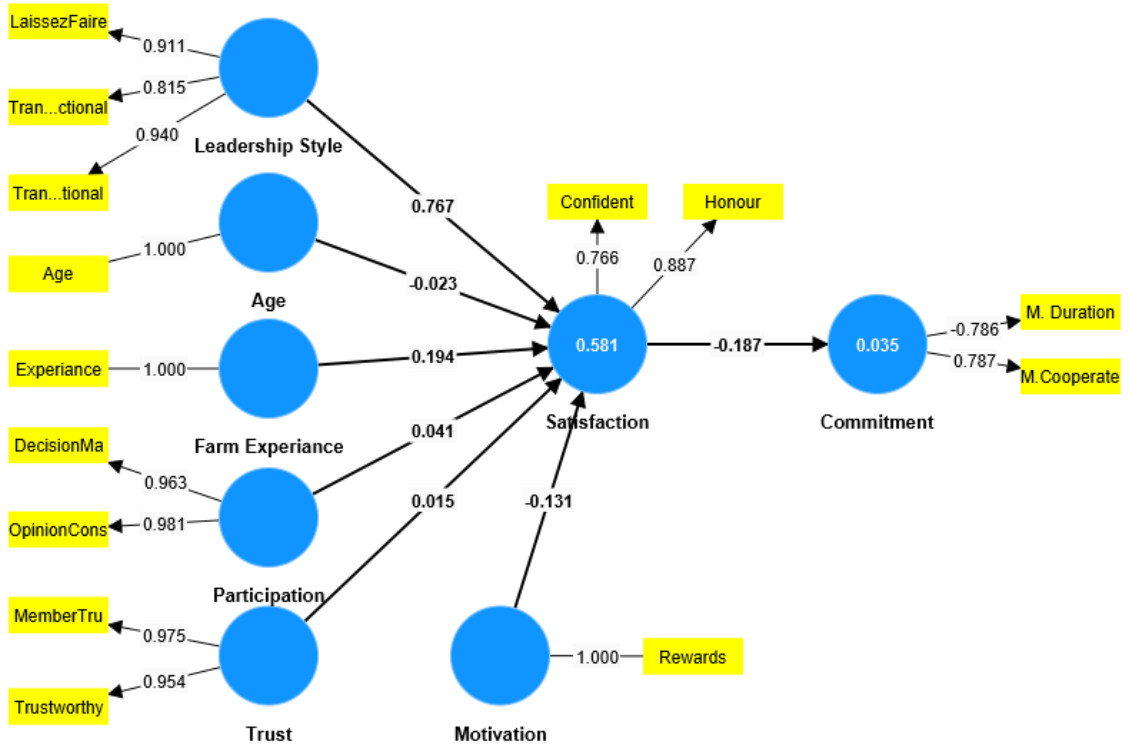 LaissezFaire
0.911
Tran...ctional
0.815
0.940
Tran...tional
Leadership Style
0.767
Age
1.000
Age
-0.023
Experiance
1.000
Farm Experiance
0.194
DecisionMa
0.963
OpinionCons
0.981
Participation
0.041
MemberTru
0.975
Trustworthy
0.954
Trust
0.015
Motivation
1.000
Rewards
-0.131
Confident
0.766
Honour
0.887
0.581
Satisfaction
-0.187
0.035
Commitment
-0.786
M. Duration
0.787
M.Cooperate